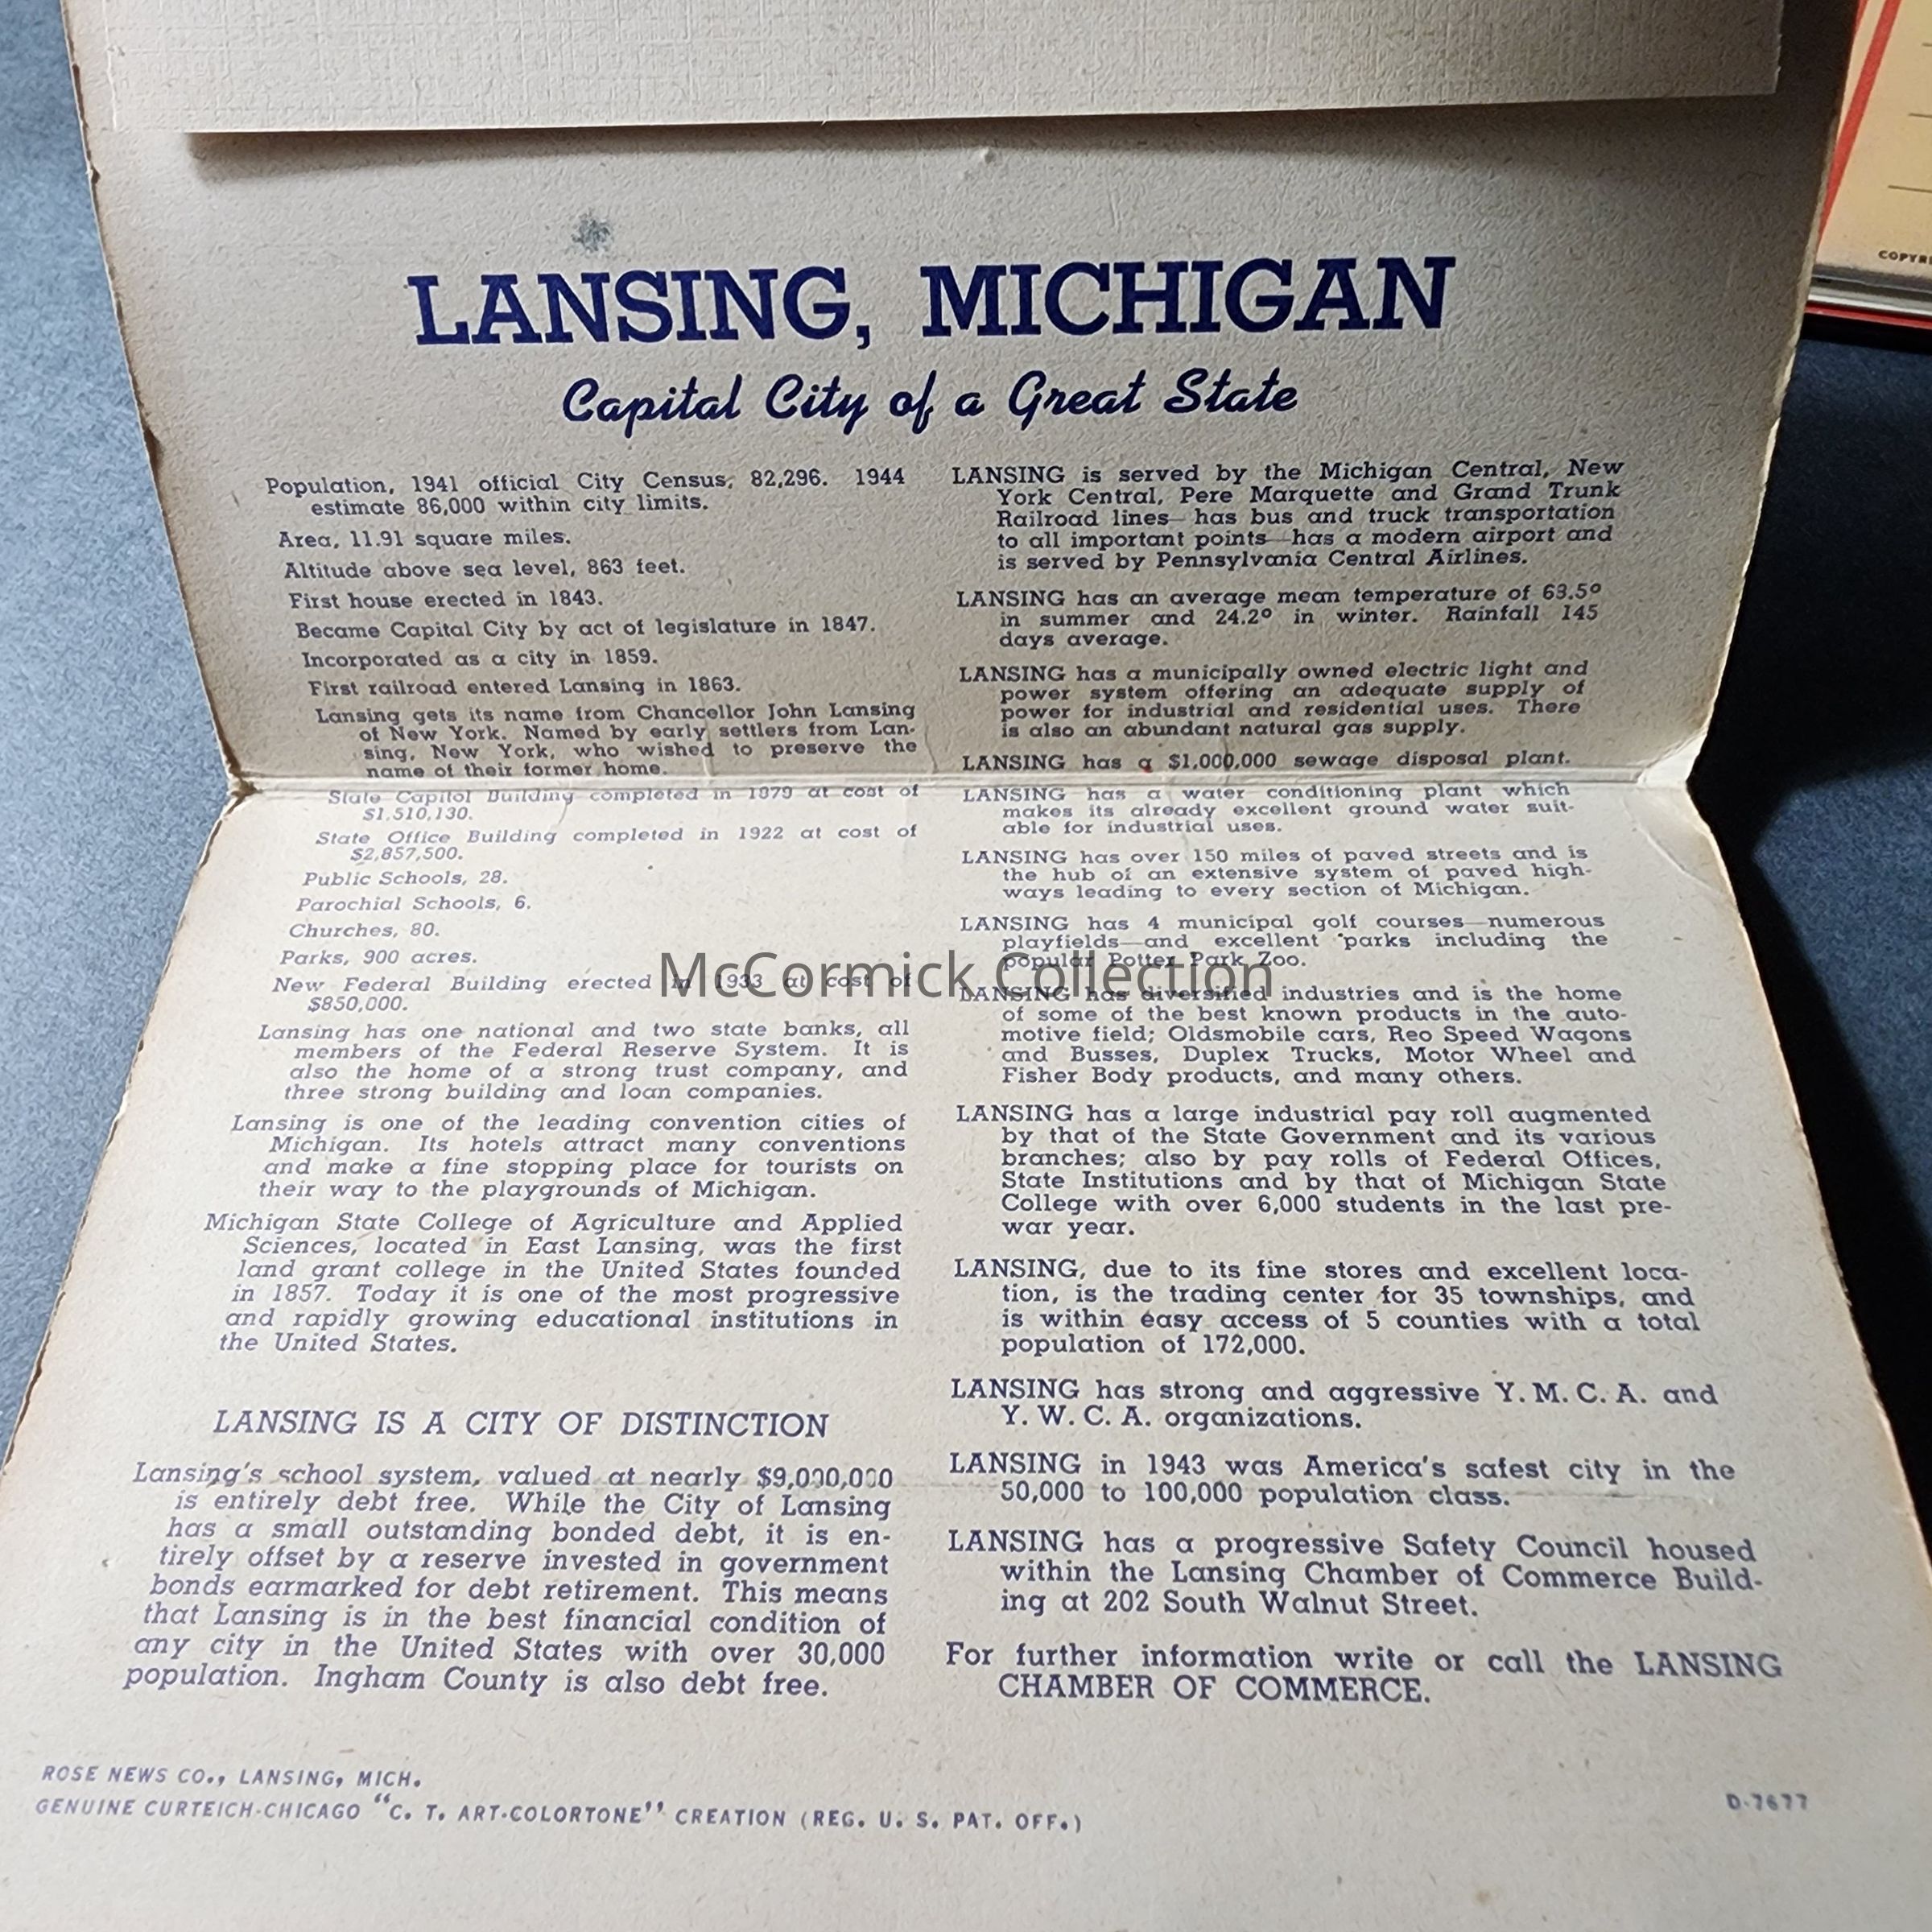 LANSING, MICHIGAN
Capital City of a Great State
Population, 1941 official City Census, 82,296. 1944
estimate 86,000 within city limits.
Area, 11.91 square miles.
Altitude above sea level, 863 feet.
First house erected in 1843.
Became Capital City by act of legislature in 1847.
Incorporated as a city in 1859.
First railroad entered Lansing in 1863.
Lansing gets its name from Chancellor John Lansing
of New York. Named by early settlers from Lan-
sing, New York, who wished to preserve the
name of their former home.
State Capitol Building completed in 1879 at cost of
$1,510,130.
State Office Building completed in 1922 at cost of
$2,857,500.
Public Schools, 28.
Parochial Schools, 6.
Churches, 80.
Parks, 900 acres.
New Federal Building erected in 1933 at cost of
$850,000.
Lansing has one national and two state banks, all
members of the Federal Reserve System. It is
also the home of a strong trust company, and
three strong building and loan companies.
Lansing is one of the leading convention cities of
Michigan. Its hotels attract many conventions
and make a fine stopping place for tourists on
their way to the playgrounds of Michigan.
Michigan State College of Agriculture and Applied
Sciences, located in East Lansing, was the first
land grant college in the United States founded
in 1857. Today it is one of the most progressive
and rapidly growing educational institutions in
the United States.
LANSING IS A CITY OF DISTINCTION
Lansing's school system, valued at nearly $9,000,000
is entirely debt free. While the City of Lansing
has a small outstanding bonded debt, it is en-
tirely offset by a reserve invested in government
bonds earmarked for debt retirement. This means
that Lansing is in the best financial condition of
any city in the United States with over 30,000
population. Ingham County is also debt free.
LANSING is served by the Michigan Central, New
York Central, Pere Marquette and Grand Trunk
Railroad lines—has bus and truck transportation
to all important points—has a modern airport and
is served by Pennsylvania Central Airlines.
LANSING has an average mean temperature of 63.5º
in summer and 24.2º in winter. Rainfall 145
days average.
LANSING has a municipally owned electric light and
power system offering an adequate supply of
power for industrial and residential uses. There
is also an abundant natural gas supply.
LANSING has a $1,000,000 sewage disposal plant.
LANSING has a water conditioning plant which
makes its already excellent ground water suit-
able for industrial uses.
LANSING has over 150 miles of paved streets and is
the hub of an extensive system of paved high-
ways leading to every section of Michigan.
LANSING has 4 municipal golf courses—numerous
playfields—and excellent parks including the
popular Potter Park Zoo.
LANSING has diversified industries and is the home
of some of the best known products in the auto-
motive field; Oldsmobile cars, Reo Speed Wagons
and Busses, Duplex Trucks, Motor Wheel and
Fisher Body products, and many others.
LANSING has a large industrial pay roll augmented
by that of the State Government and its various
branches; also by pay rolls of Federal Offices,
State Institutions and by that of Michigan State
College with over 6,000 students in the last pre-
war year.
LANSING, due to its fine stores and excellent loca-
tion, is the trading center for 35 townships, and
is within easy access of 5 counties with a total
population of 172,000.
LANSING has strong and aggressive Y. M. C. A. and
Y. W. C. A. organizations.
LANSING in 1943 was America's safest city in the
50,000 to 100,000 population class.
LANSING has a progressive Safety Council housed
within the Lansing Chamber of Commerce Build-
ing at 202 South Walnut Street.
For further information write or call the LANSING
CHAMBER OF COMMERCE.
McCormick Collection
ROSE NEWS CO., LANSING, MICH.
GENUINE CURTEICH-CHICAGO "C. T. ART-COLORTONE" CREATION (REG. U. S. PAT. OFF.)
D-7677